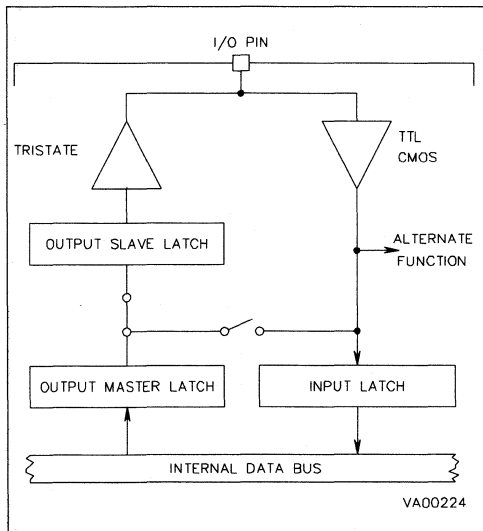 I/O PIN
TRISTATE
TTL
CMOS
OUTPUT SLAVE LATCH
ALTERNATE
FUNCTION
OUTPUT MASTER LATCH
INPUT LATCH
INTERNAL DATA BUS
VA00224